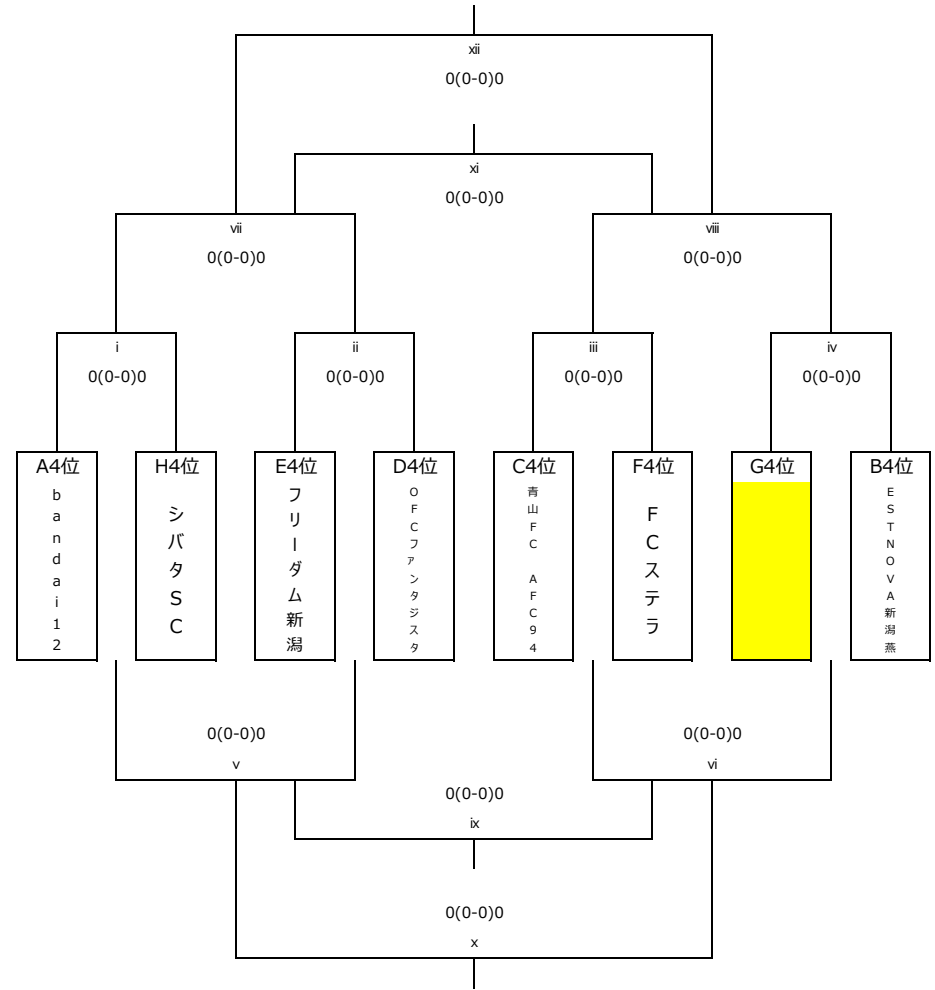 xii
0(0-0)0
xi
0(0-0)0
vii
viii
0(0-0)0
0(0-0)0
i
ii
iii
iv
0(0-0)0
0(0-0)0
0(0-0)0
0(0-0)0
A4位
H4位
E4位
D4位
C4位
F4位
G4位
B4位
bandai12
シバタSC
フリーダム新潟
OFCファンタジスタ
青山FC AFC94
FCステラ
ESTNOVA新潟燕
0(0-0)0
0(0-0)0
v
vi
0(0-0)0
ix
0(0-0)0
x